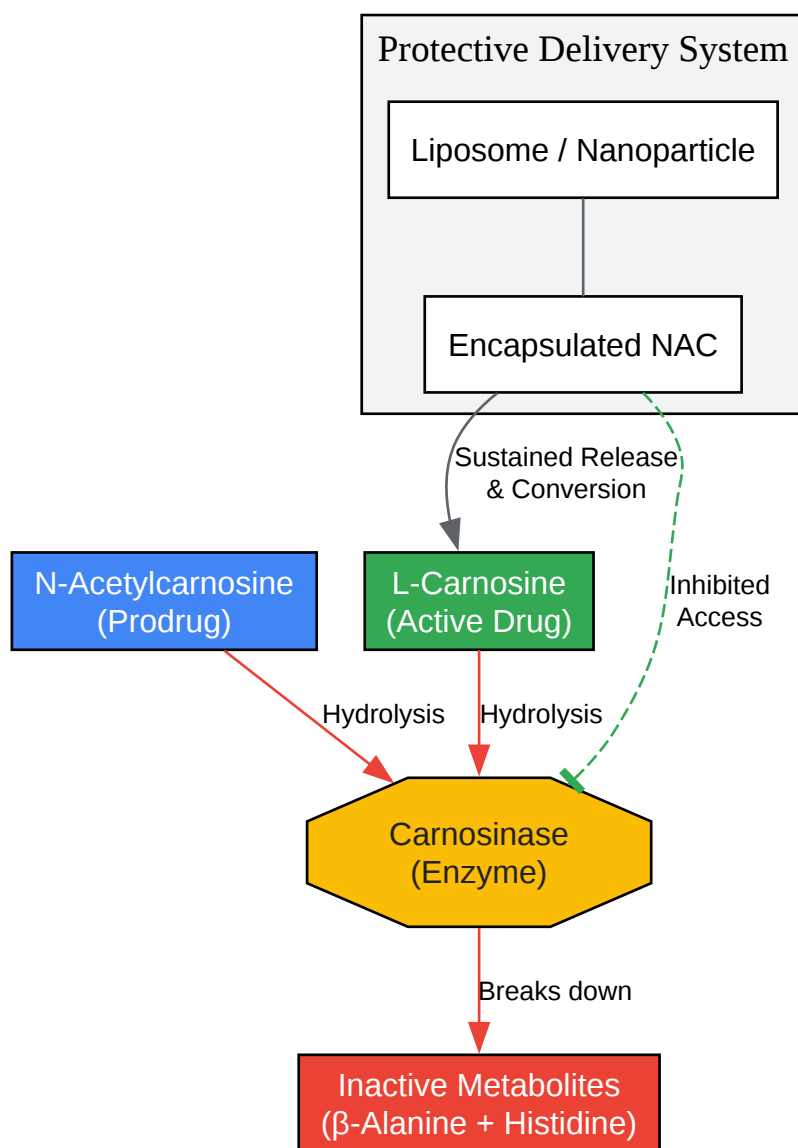 Protective Delivery System
Liposome / Nanoparticle
Encapsulated NAC
Sustained Release
& Conversion
N-Acetylcarnosine
(Prodrug)
L-Carnosine
(Active Drug)
Inhibited
Access
Hydrolysis
Hydrolysis
Carnosinase
(Enzyme)
Breaks down
Inactive Metabolites
(β-Alanine + Histidine)